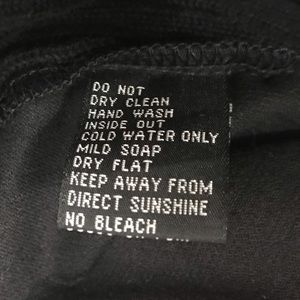 DO NOT
DRY CLEAN
HAND WASH
INSIDE OUT
COLD WATER ONLY
MILD SOAP
DRY FLAT
KEEP AWAY FROM
DIRECT SUNSHINE
NO BLEACH